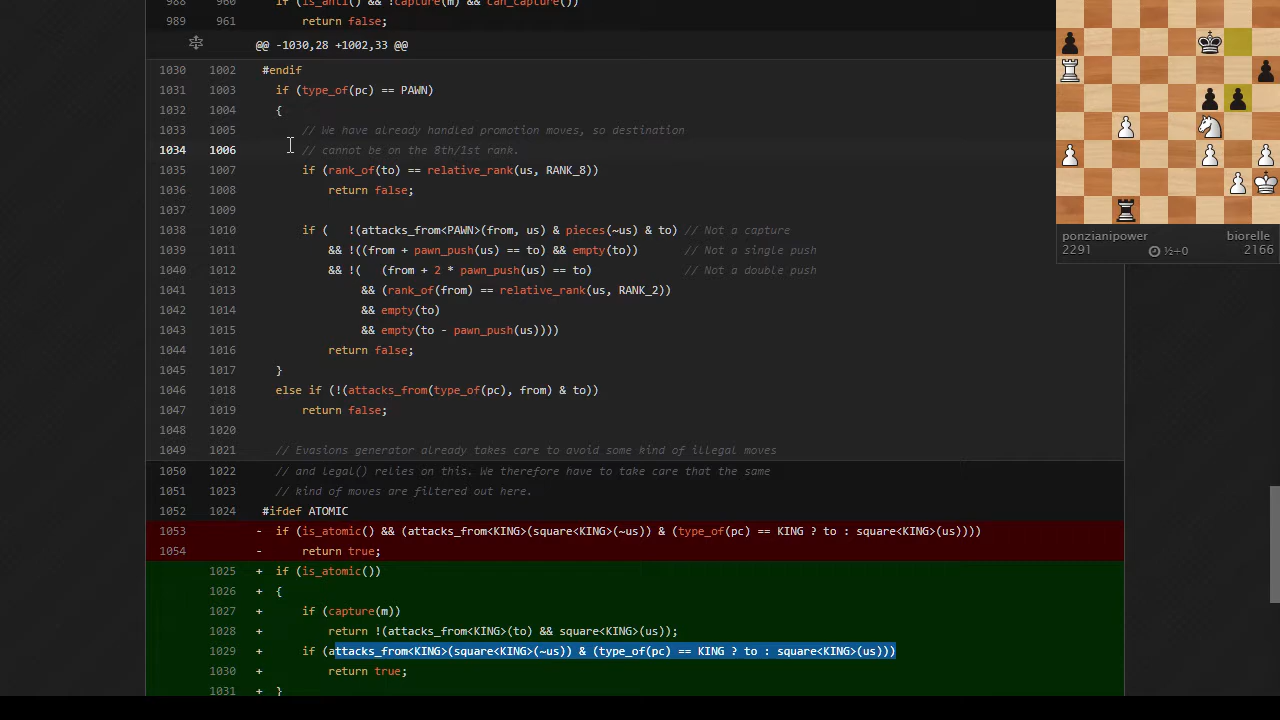 988 960 if (is_anti() && !capture(m) && can_capture())
989 961 return false;
@@ -1030,28 +1002,33 @@
1030 1002 #endif
1031 1003 if (type_of(pc) == PAWN)
1032 1004 {
1033 1005 // We have already handled promotion moves, so destination
1034 1006 // cannot be on the 8th/1st rank.
1035 1007 if (rank_of(to) == relative_rank(us, RANK_8))
1036 1008 return false;
1037 1009
1038 1010 if (   !(attacks_from<PAWN>(from, us) & pieces(~us) & to) // Not a capture
1039 1011 && !((from + pawn_push(us) == to) && empty(to)) // Not a single push
1040 1012 && !(   (from + 2 * pawn_push(us) == to) // Not a double push
1041 1013 && (rank_of(from) == relative_rank(us, RANK_2))
1042 1014 && empty(to)
1043 1015 && empty(to - pawn_push(us))))
1044 1016 return false;
1045 1017 }
1046 1018 else if (!(attacks_from(type_of(pc), from) & to))
1047 1019 return false;
1048 1020
1049 1021 // Evasions generator already takes care to avoid some kind of illegal moves
1050 1022 // and legal() relies on this. We therefore have to take care that the same
1051 1023 // kind of moves are filtered out here.
1052 1024 #ifdef ATOMIC
1053 - if (is_atomic() && (attacks_from<KING>(square<KING>(~us)) & (type_of(pc) == KING ? to : square<KING>(us))))
1054 - return true;
1025 + if (is_atomic())
1026 + {
1027 + if (capture(m))
1028 + return !(attacks_from<KING>(to) && square<KING>(us));
1029 + if (attacks_from<KING>(square<KING>(~us)) & (type_of(pc) == KING ? to : square<KING>(us)))
1030 + return true;
1031 + }
ponzianipower biorelle
2291 ½÷0 2166